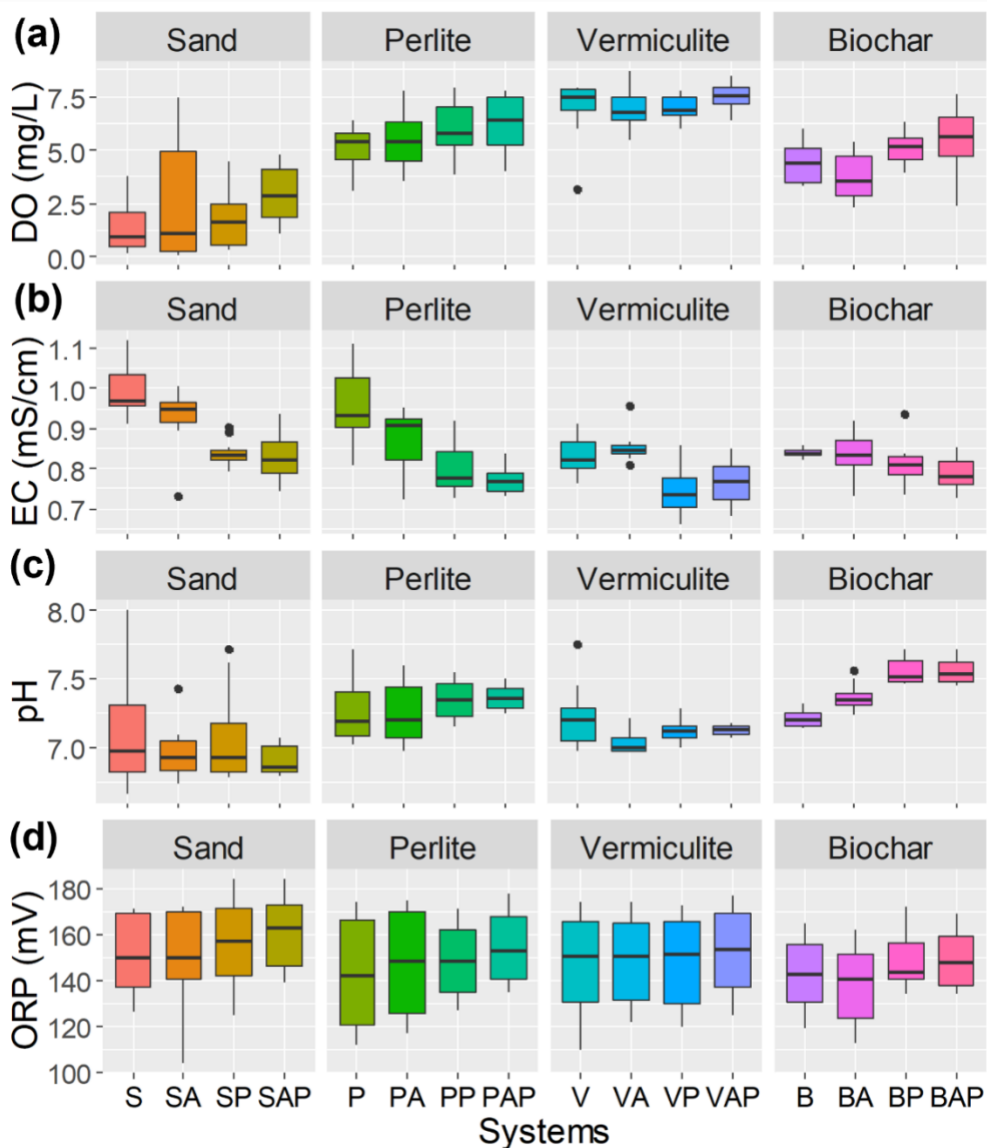 (a)
Sand Perlite Vermiculite Biochar
DO (mg/L)
7.5
5.0
2.5
0.0
(b)
Sand Perlite Vermiculite Biochar
EC (mS/cm)
1.1
1.0
0.9
0.8
0.7
(c)
Sand Perlite Vermiculite Biochar
pH
8.0
7.5
7.0
(d)
Sand Perlite Vermiculite Biochar
ORP (mV)
180
160
140
120
100
S SA SP SAP P PA PP PAP V VA VP VAP B BA BP BAP
Systems